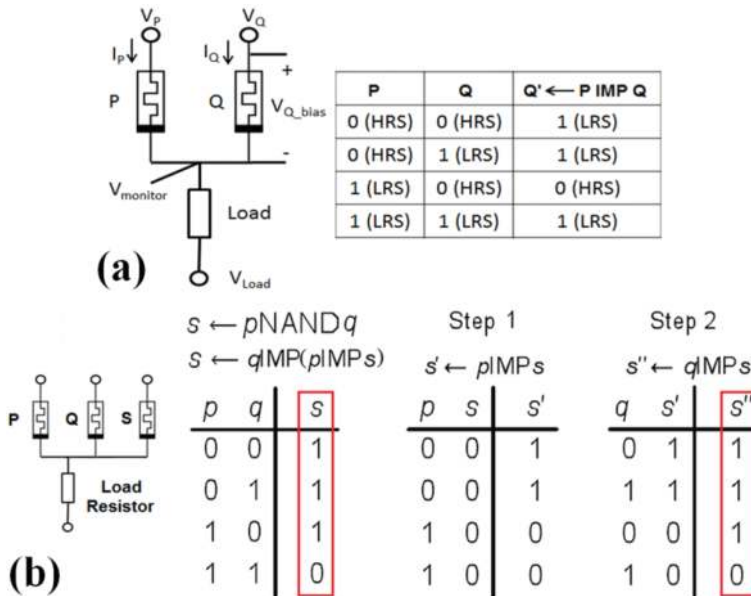 V_P V_Q
I_P I_Q
+
P Q V_Q_bias
-
V_monitor
Load
V_Load
(a)
P Q Q' ← P IMP Q
0 (HRS) 0 (HRS) 1 (LRS)
0 (HRS) 1 (LRS) 1 (LRS)
1 (LRS) 0 (HRS) 0 (HRS)
1 (LRS) 1 (LRS) 1 (LRS)
P Q S
Load
Resistor
(b)
s ← pNANDq
s ← qIMP(pIMPs)
p q s
0 0 1
0 1 1
1 0 1
1 1 0
Step 1
s' ← pIMPs
p s s'
0 0 1
0 0 1
1 0 0
1 0 0
Step 2
s'' ← qIMPs
q s' s''
0 1 1
1 1 1
0 0 1
1 0 0